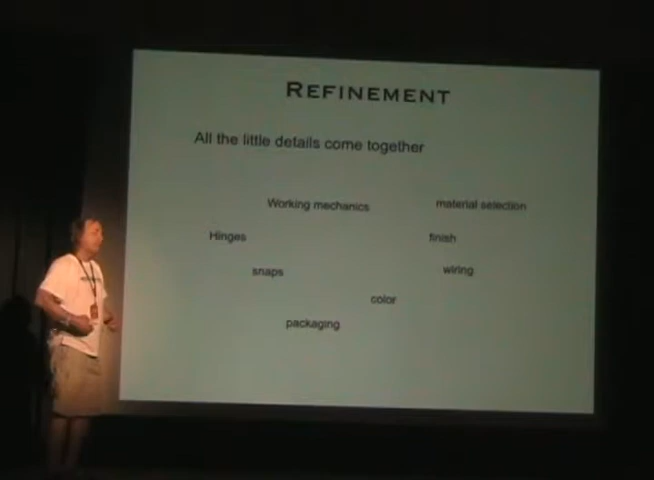 REFINEMENT
All the little details come together
Working mechanics
material selection
Hinges
finish
snaps
wiring
color
packaging